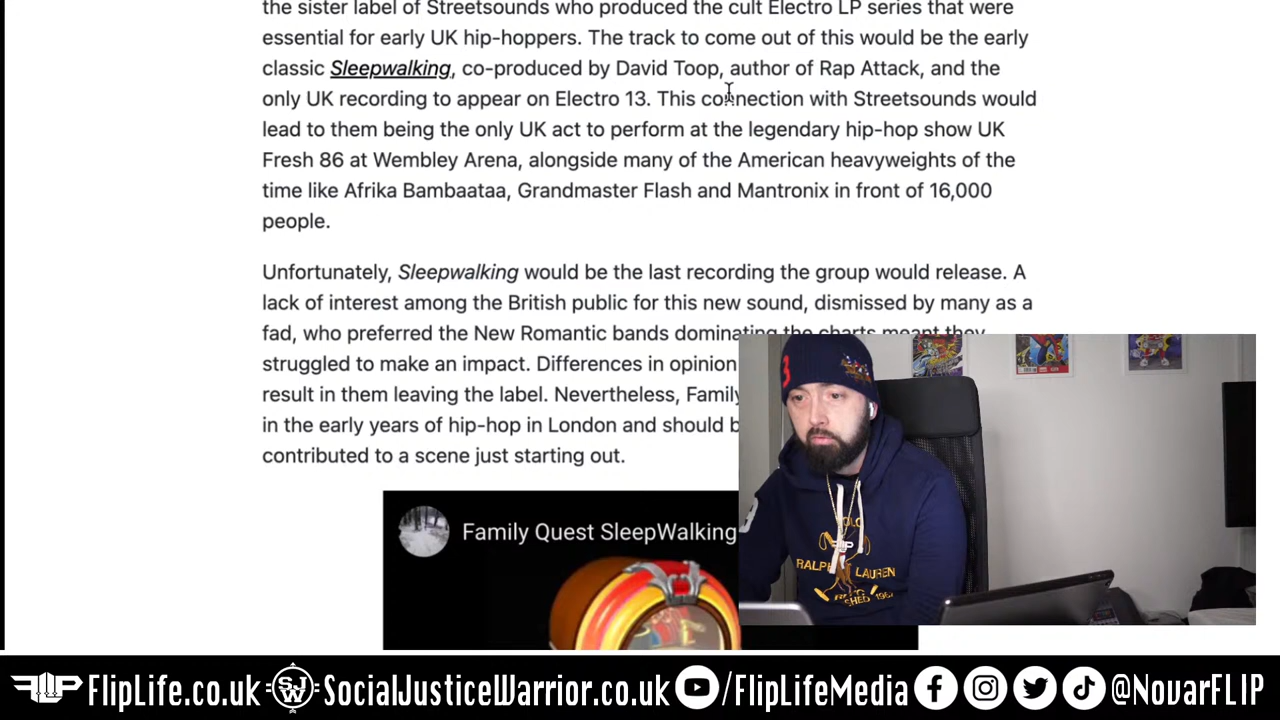 the sister label of Streetsounds who produced the cult Electro LP series that were
essential for early UK hip-hoppers. The track to come out of this would be the early
classic Sleepwalking, co-produced by David Toop, author of Rap Attack, and the
only UK recording to appear on Electro 13. This connection with Streetsounds would
lead to them being the only UK act to perform at the legendary hip-hop show UK
Fresh 86 at Wembley Arena, alongside many of the American heavyweights of the
time like Afrika Bambaataa, Grandmaster Flash and Mantronix in front of 16,000
people.
Unfortunately, Sleepwalking would be the last recording the group would release. A
lack of interest among the British public for this new sound, dismissed by many as a
fad, who preferred the New Romantic bands dominating the charts meant they
struggled to make an impact. Differences in opinion
result in them leaving the label. Nevertheless, Family
in the early years of hip-hop in London and should b
contributed to a scene just starting out.
Family Quest SleepWalking
3
POLO
RALPH LAUREN
FLIP FlipLife.co.uk SJW SocialJusticeWarrior.co.uk /FlipLifeMedia @NovarFLIP